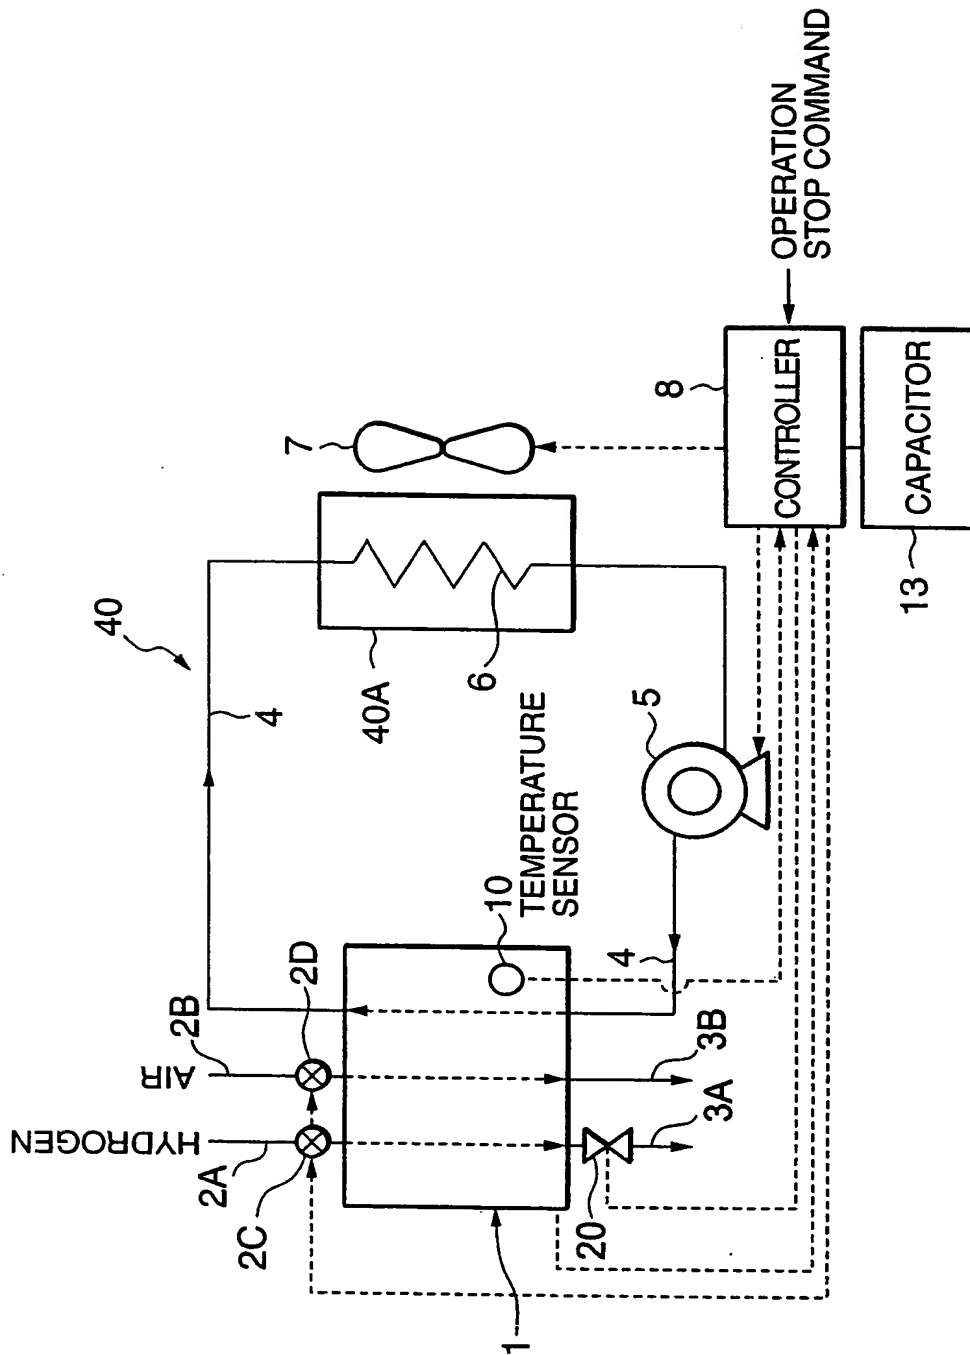 HYDROGEN
AIR
2A
2B
2C
2D
1
20
3A
3B
4
10
TEMPERATURE
SENSOR
5
4
40
40A
6
7
8
CONTROLLER
OPERATION
STOP COMMAND
13
CAPACITOR